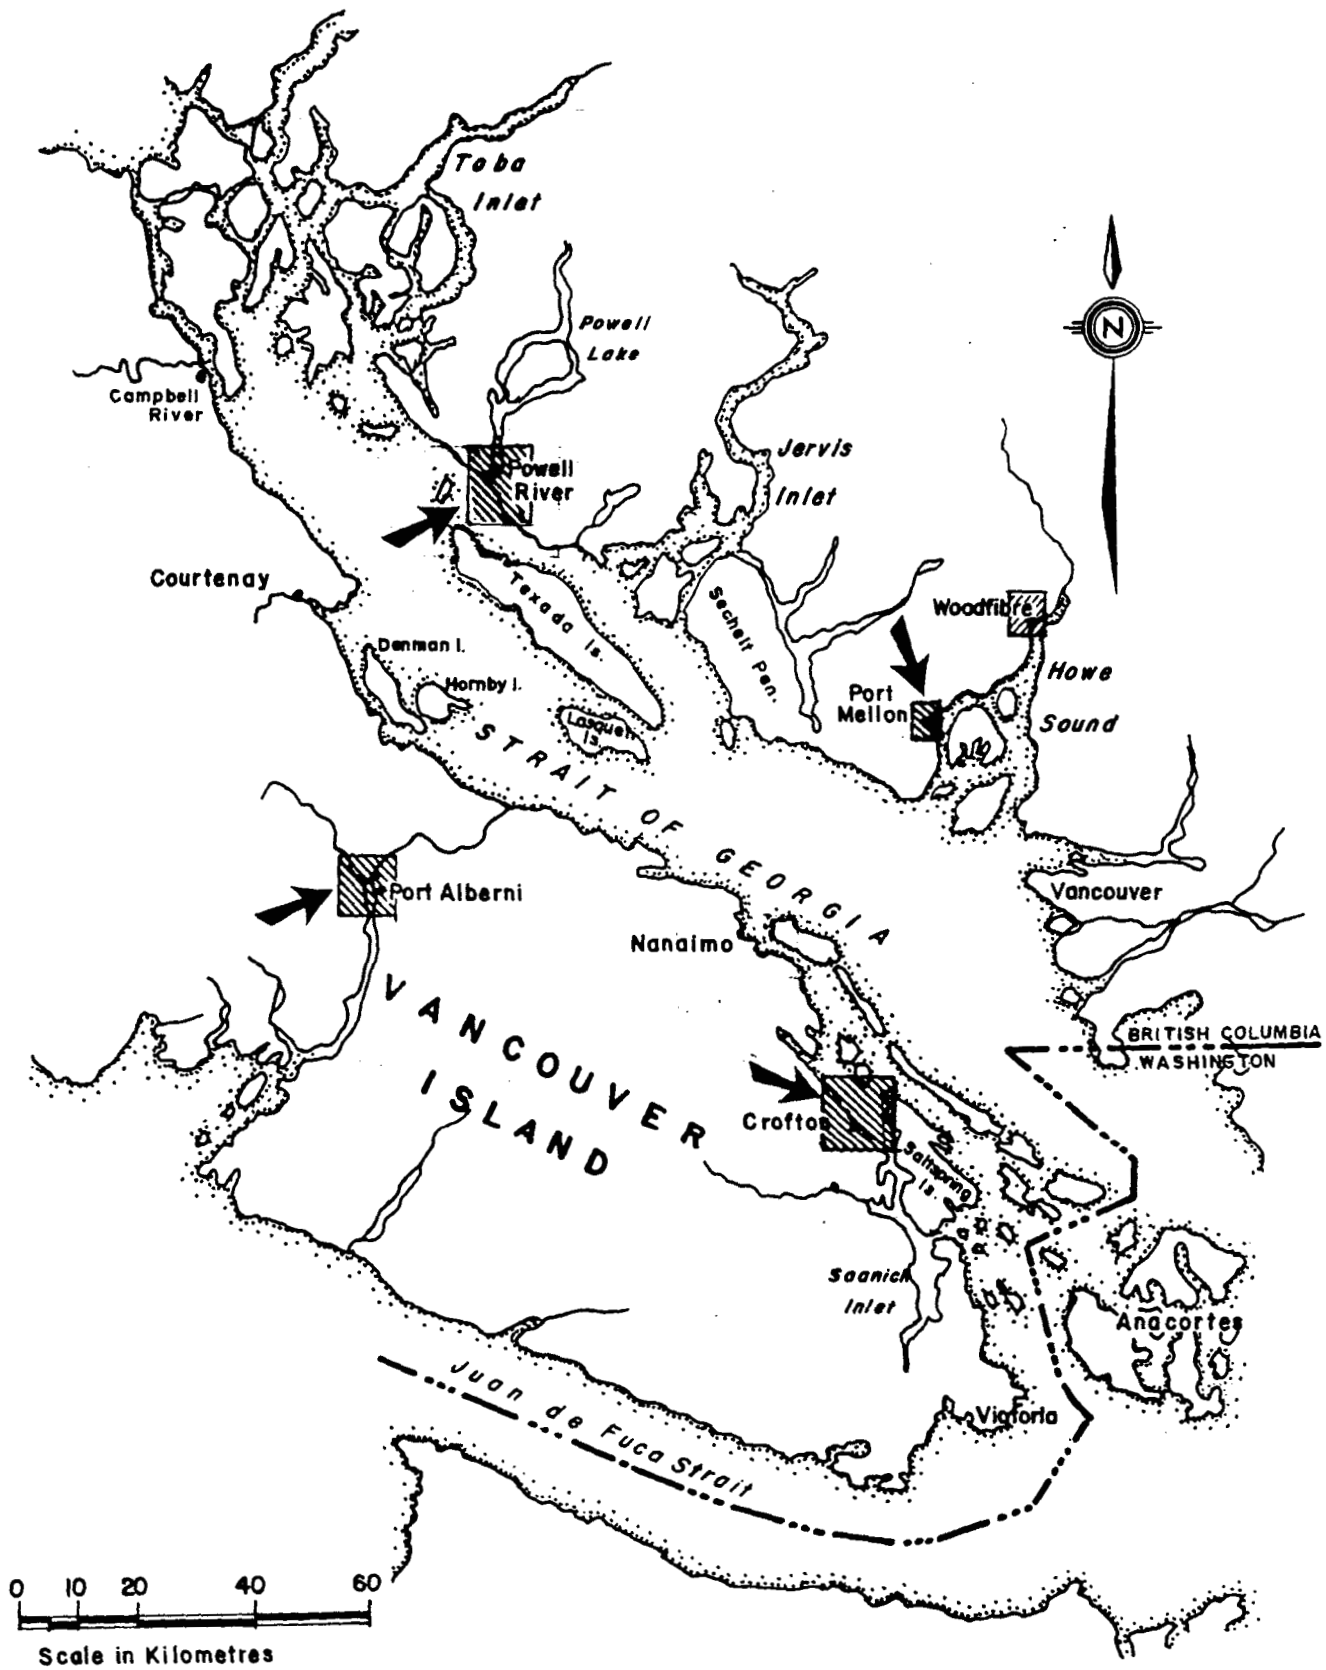 Toba
Inlet
Powell
Lake
Campbell
River
N
Jervis
Inlet
Powell
River
Courtenay
Texada Is.
Sechelt Pen.
Woodfibre
Howe
Sound
Denman I.
Hornby I.
Port
Mellon
Lasqueti
Is.
STRAIT OF GEORGIA
Port Alberni
Vancouver
Nanaimo
VANCOUVER
ISLAND
BRITISH COLUMBIA
WASHINGTON
Crofton
Saltspring
Is.
Saanich
Inlet
Anacortes
Juan de Fuca Strait
Victoria
0 10 20 40 60
Scale in Kilometres